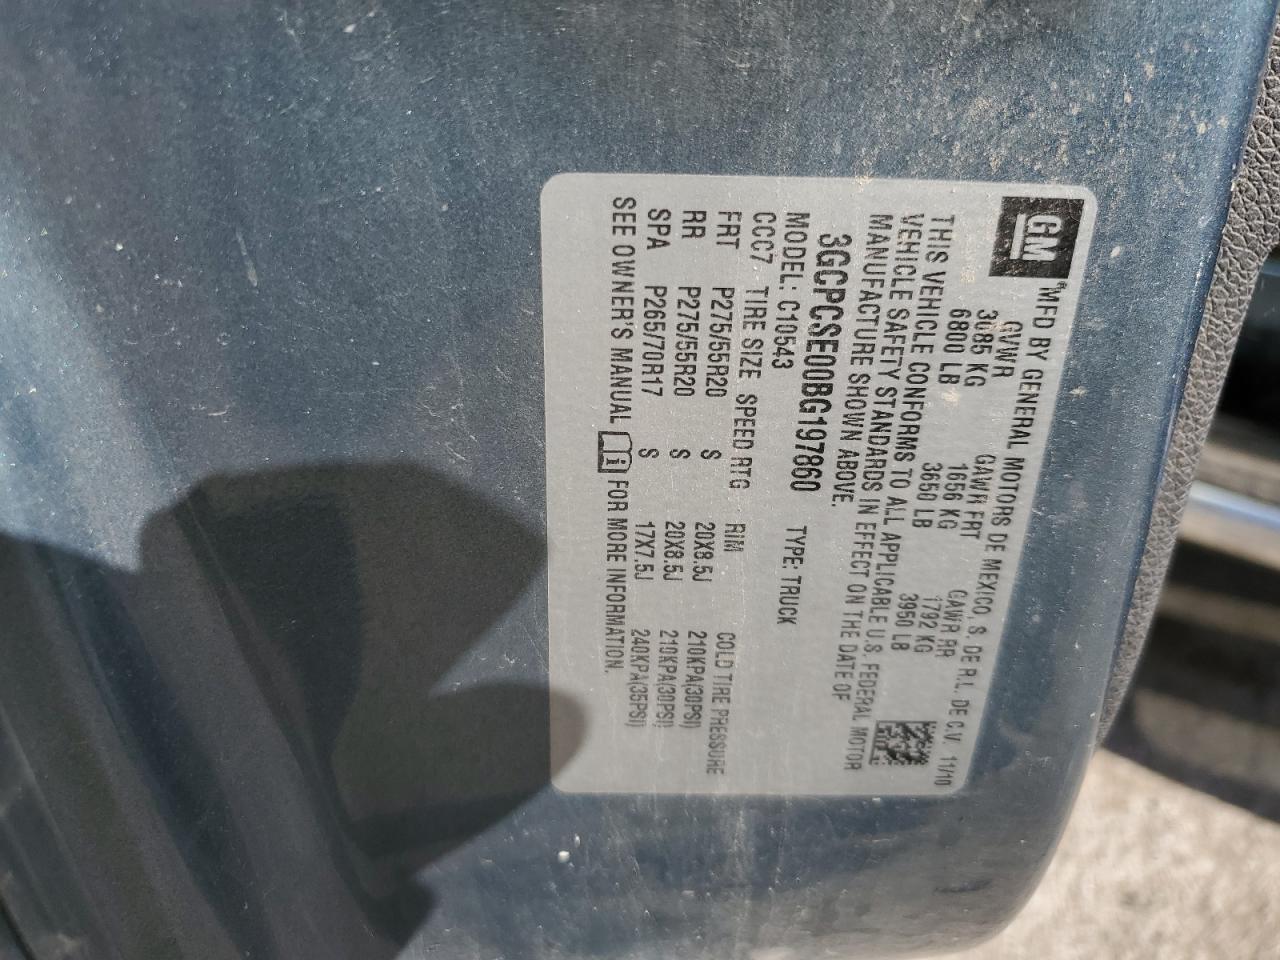 GM
MFD BY GENERAL MOTORS DE MEXICO, S. DE R.L. DE C.V. 11/10
GVWR GAWR FRT GAWR RR
3085 KG 1656 KG 1792 KG
6800 LB 3650 LB 3950 LB
THIS VEHICLE CONFORMS TO ALL APPLICABLE U.S. FEDERAL MOTOR
VEHICLE SAFETY STANDARDS IN EFFECT ON THE DATE OF
MANUFACTURE SHOWN ABOVE.
3GCPCSE00BG197860
MODEL: C10543 TYPE: TRUCK
CCC7 TIRE SIZE SPEED RTG RIM COLD TIRE PRESSURE
FRT P275/55R20 S 20X8.5J 210KPA(30PSI)
RR P275/55R20 S 20X8.5J 210KPA(30PSI)
SPA P265/70R17 S 17X7.5J 240KPA(35PSI)
SEE OWNER'S MANUAL i FOR MORE INFORMATION.